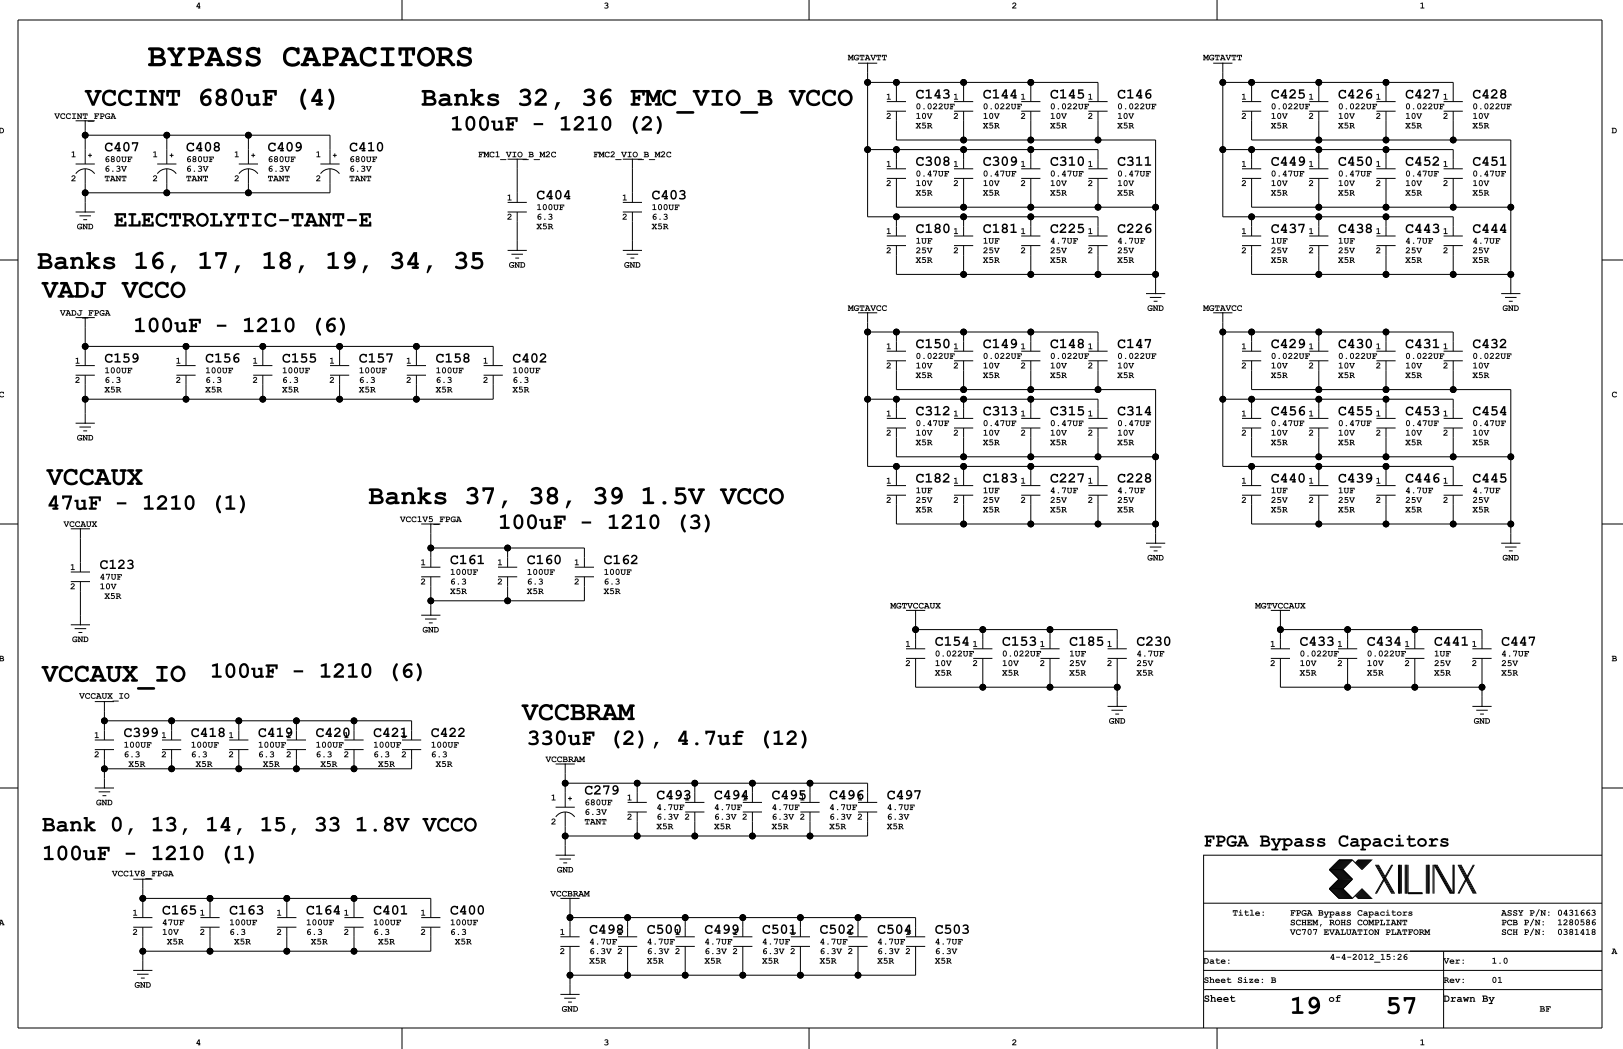 4 3 2 1
BYPASS CAPACITORS
VCCINT 680uF (4)
VCCINT_FPGA
C407 C408 C409 C410
680UF 680UF 680UF 680UF
6.3V 6.3V 6.3V 6.3V
TANT TANT TANT TANT
GND
ELECTROLYTIC-TANT-E
Banks 32, 36 FMC_VIO_B VCCO
100uF - 1210 (2)
FMC1_VIO_B_M2C FMC2_VIO_B_M2C
C404 C403
100UF 100UF
6.3 6.3
X5R X5R
GND GND
Banks 16, 17, 18, 19, 34, 35
VADJ VCCO
VADJ_FPGA
100uF - 1210 (6)
C159 C156 C155 C157 C158 C402
100UF 100UF 100UF 100UF 100UF 100UF
6.3 6.3 6.3 6.3 6.3 6.3
X5R X5R X5R X5R X5R X5R
GND
VCCAUX
47uF - 1210 (1)
VCCAUX
C123
47UF
10V
X5R
GND
Banks 37, 38, 39 1.5V VCCO
VCC1V5_FPGA
100uF - 1210 (3)
C161 C160 C162
100UF 100UF 100UF
6.3 6.3 6.3
X5R X5R X5R
GND
VCCAUX_IO 100uF - 1210 (6)
VCCAUX_IO
C399 C418 C419 C420 C421 C422
100UF 100UF 100UF 100UF 100UF 100UF
6.3 6.3 6.3 6.3 6.3 6.3
X5R X5R X5R X5R X5R X5R
GND
Bank 0, 13, 14, 15, 33 1.8V VCCO
100uF - 1210 (1)
VCC1V8_FPGA
C165 C163 C164 C401 C400
47UF 100UF 100UF 100UF 100UF
10V 6.3 6.3 6.3 6.3
X5R X5R X5R X5R X5R
GND
VCCBRAM
330uF (2), 4.7uf (12)
VCCBRAM
C279 C493 C494 C495 C496 C497
680UF 4.7UF 4.7UF 4.7UF 4.7UF 4.7UF
6.3V 6.3V 6.3V 6.3V 6.3V 6.3V
TANT X5R X5R X5R X5R X5R
GND
VCCBRAM
C498 C500 C499 C501 C502 C504 C503
4.7UF 4.7UF 4.7UF 4.7UF 4.7UF 4.7UF 4.7UF
6.3V 6.3V 6.3V 6.3V 6.3V 6.3V 6.3V
X5R X5R X5R X5R X5R X5R X5R
GND
MGTAVTT
C143 C144 C145 C146
0.022UF 0.022UF 0.022UF 0.022UF
10V 10V 10V 10V
X5R X5R X5R X5R
C308 C309 C310 C311
0.47UF 0.47UF 0.47UF 0.47UF
10V 10V 10V 10V
X5R X5R X5R X5R
C180 C181 C225 C226
1UF 1UF 4.7UF 4.7UF
25V 25V 25V 25V
X5R X5R X5R X5R
GND
MGTAVTT
C425 C426 C427 C428
0.022UF 0.022UF 0.022UF 0.022UF
10V 10V 10V 10V
X5R X5R X5R X5R
C449 C450 C452 C451
0.47UF 0.47UF 0.47UF 0.47UF
10V 10V 10V 10V
X5R X5R X5R X5R
C437 C438 C443 C444
1UF 1UF 4.7UF 4.7UF
25V 25V 25V 25V
X5R X5R X5R X5R
GND
MGTAVCC
C150 C149 C148 C147
0.022UF 0.022UF 0.022UF 0.022UF
10V 10V 10V 10V
X5R X5R X5R X5R
C312 C313 C315 C314
0.47UF 0.47UF 0.47UF 0.47UF
10V 10V 10V 10V
X5R X5R X5R X5R
C182 C183 C227 C228
1UF 1UF 4.7UF 4.7UF
25V 25V 25V 25V
X5R X5R X5R X5R
GND
MGTAVCC
C429 C430 C431 C432
0.022UF 0.022UF 0.022UF 0.022UF
10V 10V 10V 10V
X5R X5R X5R X5R
C456 C455 C453 C454
0.47UF 0.47UF 0.47UF 0.47UF
10V 10V 10V 10V
X5R X5R X5R X5R
C440 C439 C446 C445
1UF 1UF 4.7UF 4.7UF
25V 25V 25V 25V
X5R X5R X5R X5R
GND
MGTVCCAUX
C154 C153 C185 C230
0.022UF 0.022UF 1UF 4.7UF
10V 10V 25V 25V
X5R X5R X5R X5R
GND
MGTVCCAUX
C433 C434 C441 C447
0.022UF 0.022UF 1UF 4.7UF
10V 10V 25V 25V
X5R X5R X5R X5R
GND
FPGA Bypass Capacitors
XILINX
Title: FPGA Bypass Capacitors ASSY P/N: 0431663
SCHEM, ROHS COMPLIANT PCB P/N: 1280586
VC707 EVALUATION PLATFORM SCH P/N: 0381418
Date: 4-4-2012_15:26 Ver: 1.0
Sheet Size: B Rev: 01
Sheet 19 of 57 Drawn By BF
4 3 2 1